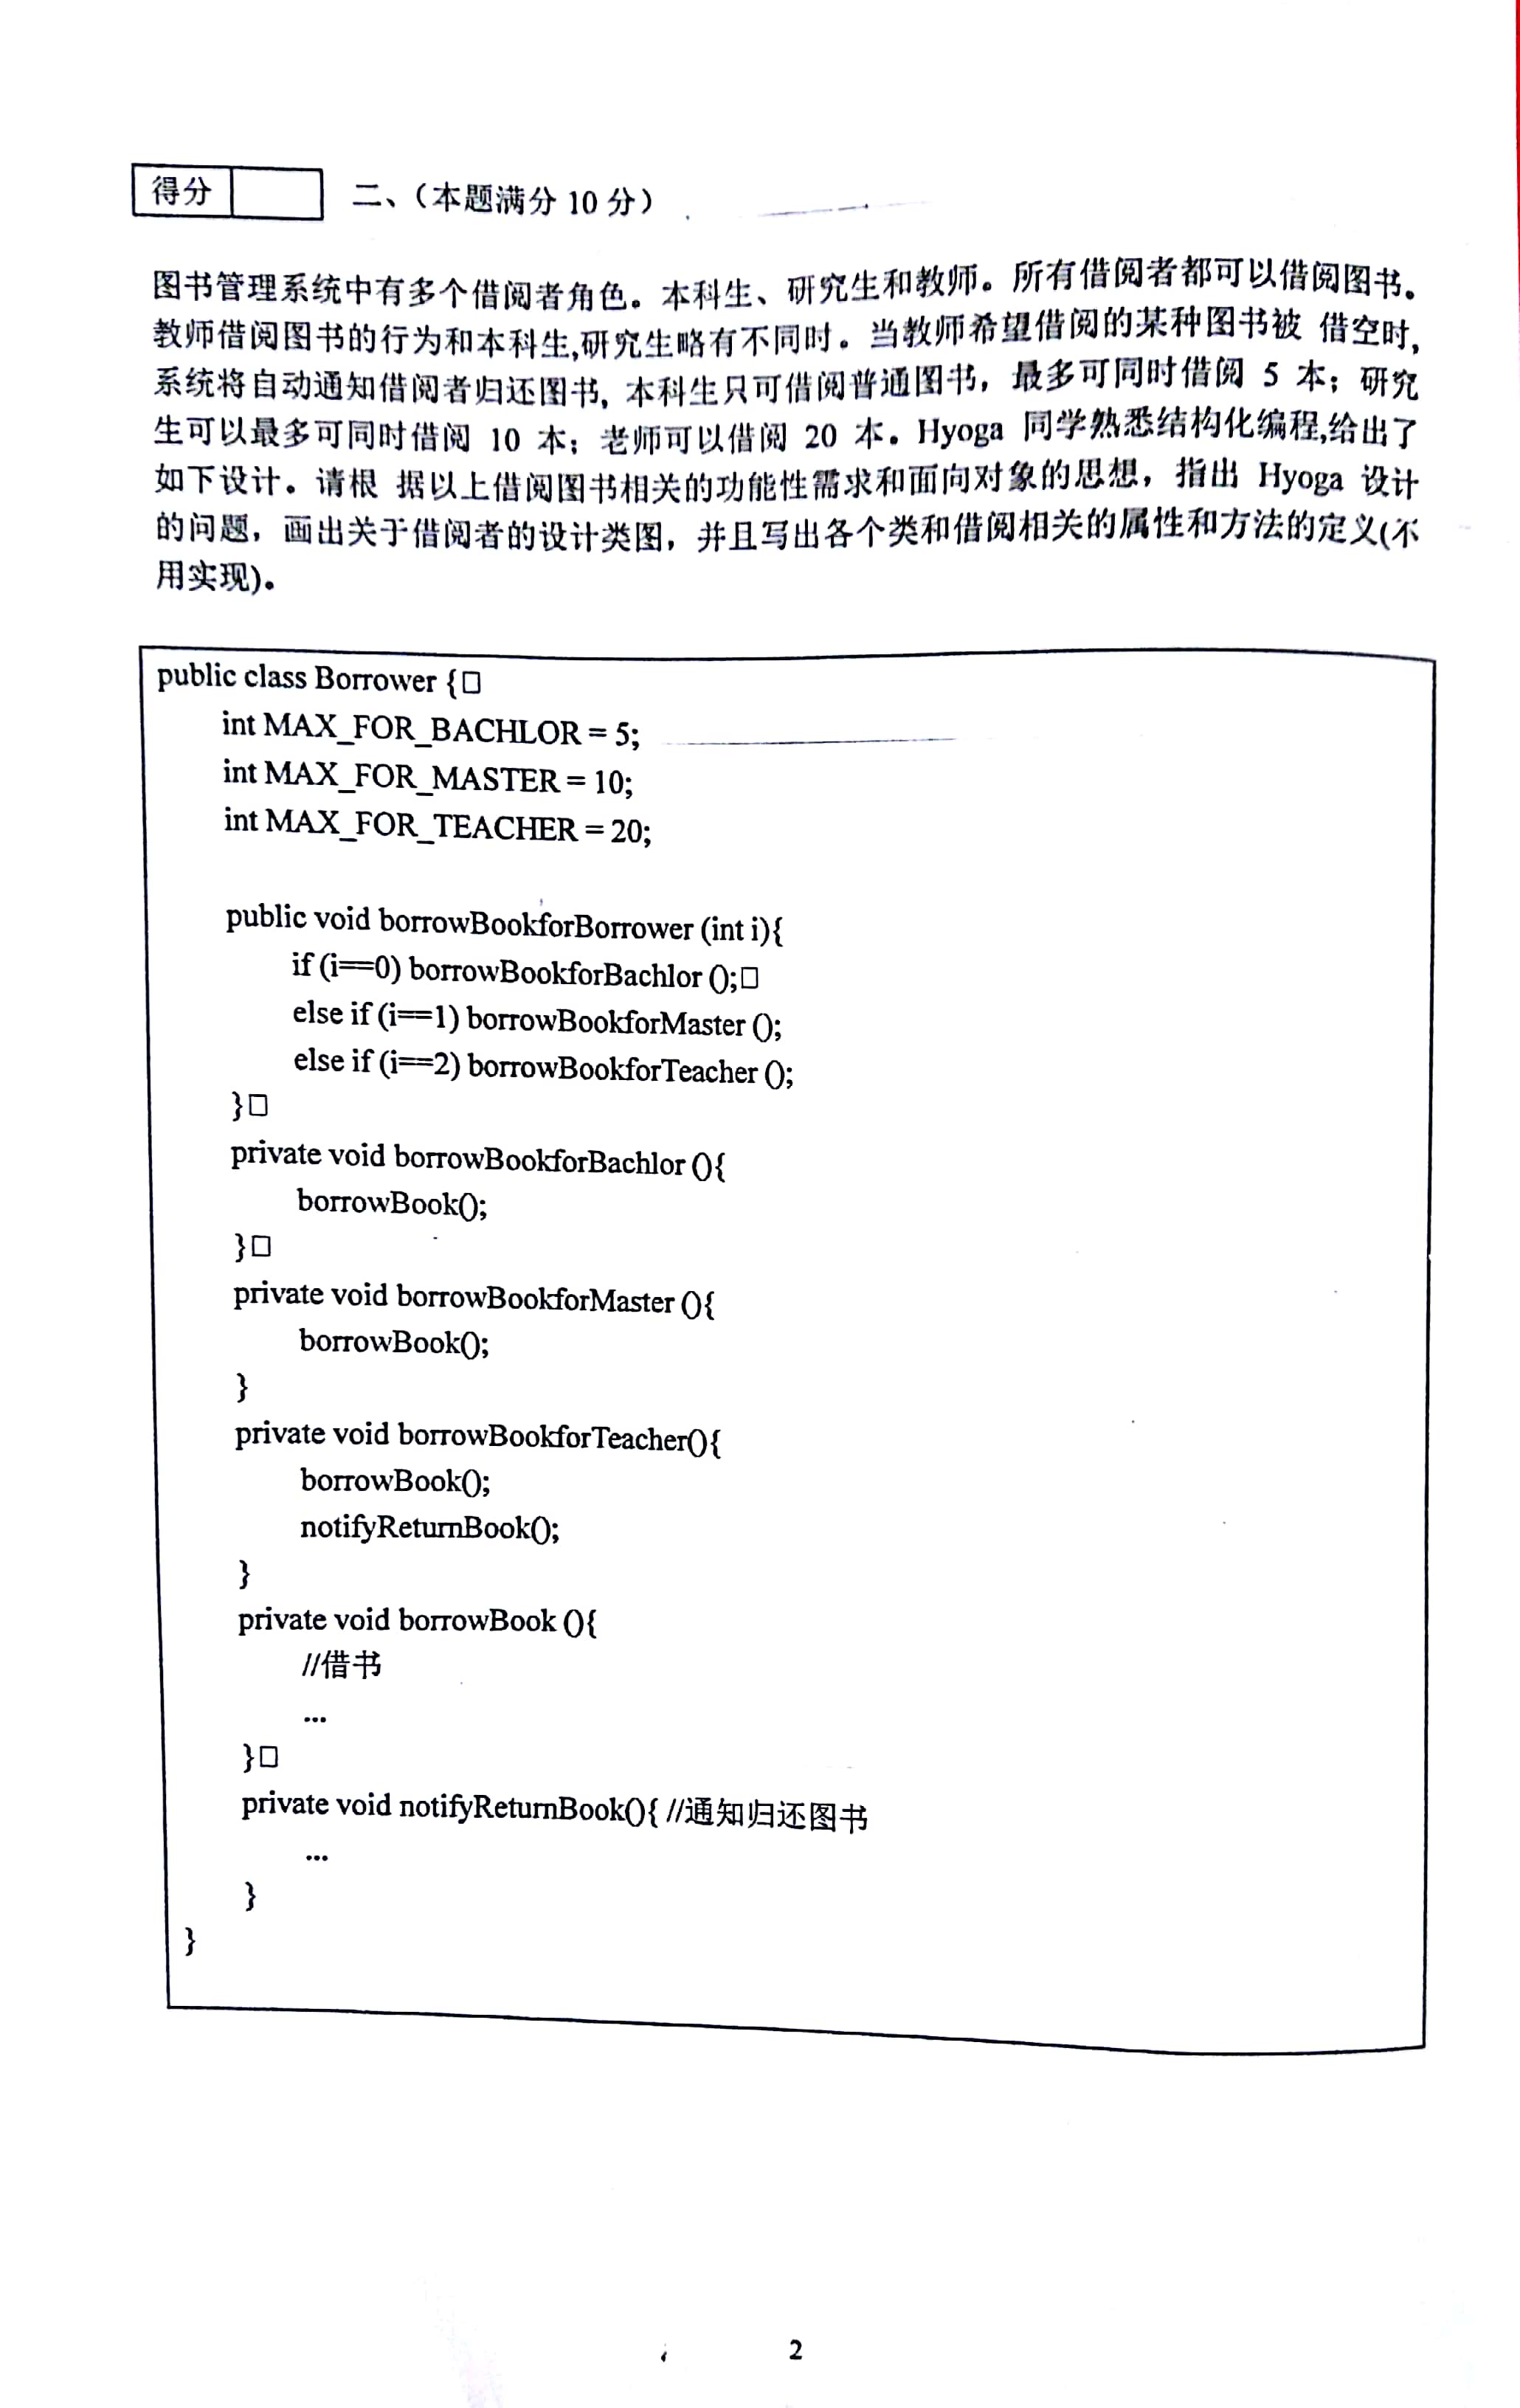 得分 二、（本题满分 10 分）
图书管理系统中有多个借阅者角色。本科生、研究生和教师。所有借阅者都可以借阅图书。
教师借阅图书的行为和本科生,研究生略有不同时。当教师希望借阅的某种图书被 借空时,
系统将自动通知借阅者归还图书, 本科生只可借阅普通图书，最多可同时借阅 5 本；研究
生可以最多可同时借阅 10 本；老师可以借阅 20 本。Hyoga 同学熟悉结构化编程,给出了
如下设计。请根 据以上借阅图书相关的功能性需求和面向对象的思想，指出 Hyoga 设计
的问题，画出关于借阅者的设计类图，并且写出各个类和借阅相关的属性和方法的定义(不
用实现)。
public class Borrower {□
int MAX_FOR_BACHLOR = 5;
int MAX_FOR_MASTER = 10;
int MAX_FOR_TEACHER = 20;
public void borrowBookforBorrower (int i){
if (i==0) borrowBookforBachlor ();□
else if (i==1) borrowBookforMaster ();
else if (i==2) borrowBookforTeacher ();
}□
private void borrowBookforBachlor (){
borrowBook();
}□
private void borrowBookforMaster (){
borrowBook();
}
private void borrowBookforTeacher(){
borrowBook();
notifyReturnBook();
}
private void borrowBook (){
//借书
...
}□
private void notifyReturnBook(){ //通知归还图书
...
}
}
2